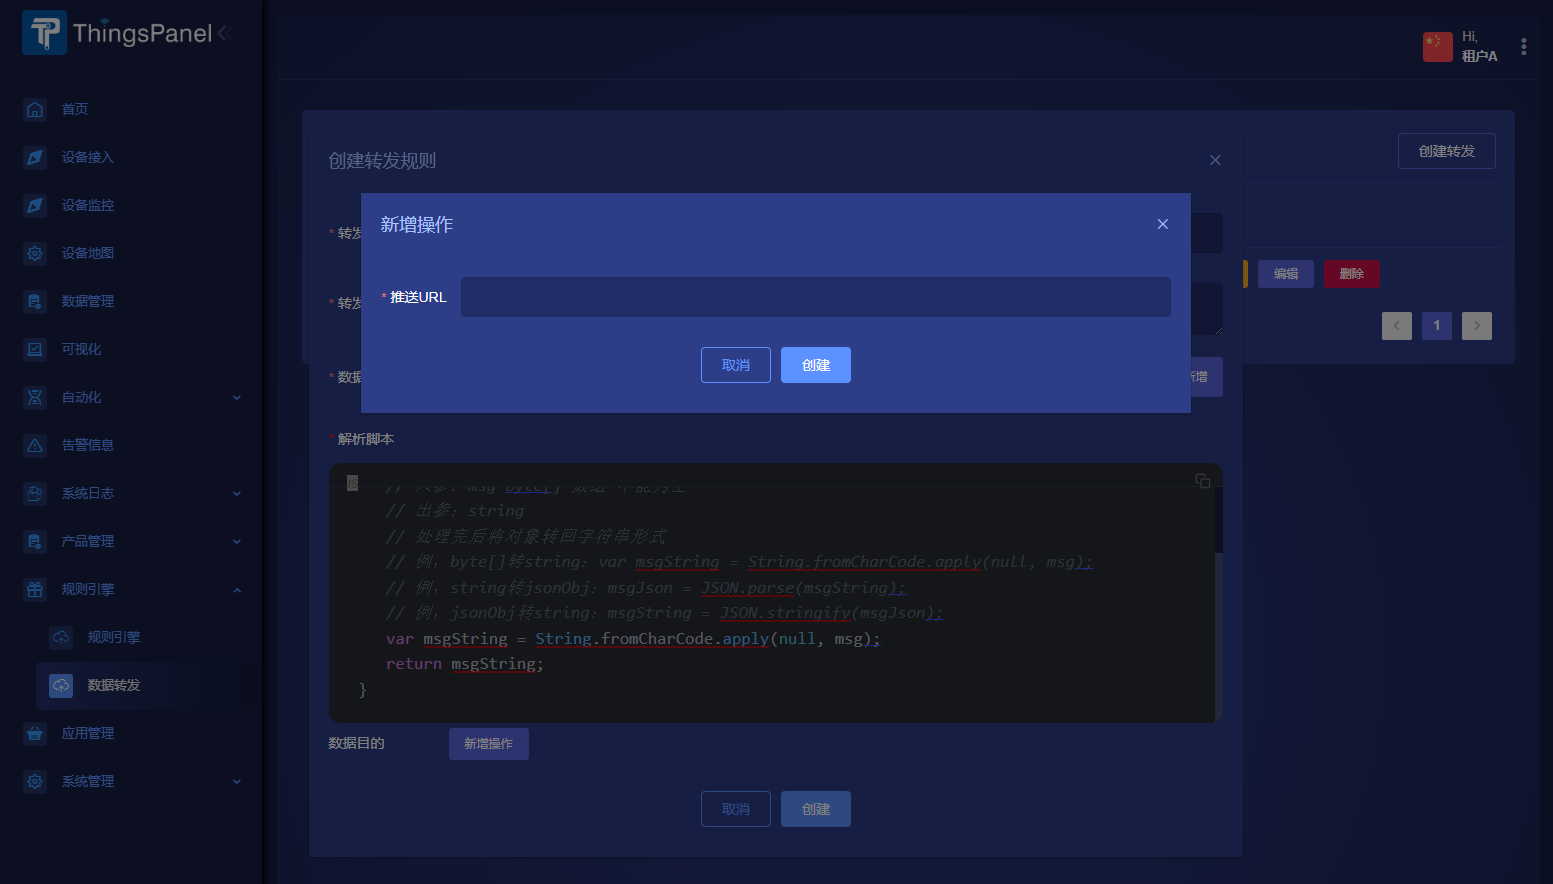 ThingsPanel
Hi,
租户A
首页
设备接入
设备监控
设备地图
数据管理
可视化
自动化
告警信息
系统日志
产品管理
规则引擎
规则引擎
数据转发
应用管理
系统管理
创建转发
编辑
删除
1
创建转发规则
* 转发
* 转发
* 数据
新增
新增操作
* 推送URL
取消
创建
* 解析脚本
JS
// 入参：msg byte[] 数组 不能为空
// 出参：string
// 处理完后将对象转回字符串形式
// 例，byte[]转string：var msgString = String.fromCharCode.apply(null, msg);
// 例，string转jsonObj：msgJson = JSON.parse(msgString);
// 例，jsonObj转string：msgString = JSON.stringify(msgJson);
var msgString = String.fromCharCode.apply(null, msg);
return msgString;
}
数据目的
新增操作
取消
创建